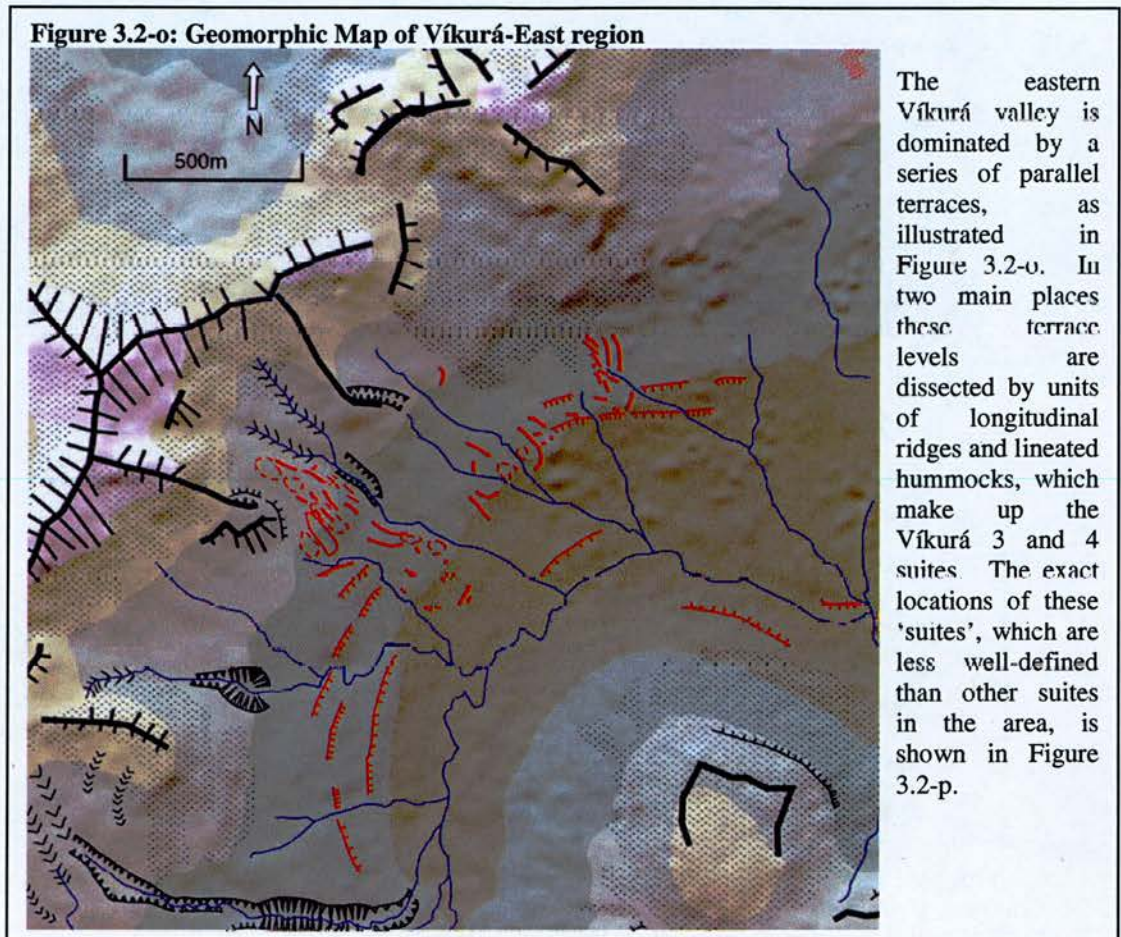 Figure 3.2-o: Geomorphic Map of Víkurá-East region
N
500m
The eastern
Víkurá valley is
dominated by a
series of parallel
terraces, as
illustrated in
Figure 3.2-o. In
two main places
these terrace
levels are
dissected by units
of longitudinal
ridges and lineated
hummocks, which
make up the
Víkurá 3 and 4
suites. The exact
locations of these
‘suites’, which are
less well-defined
than other suites
in the area, is
shown in Figure
3.2-p.